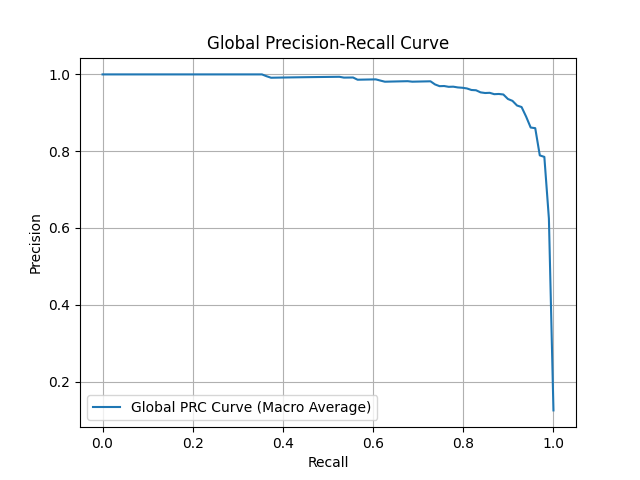 Global Precision-Recall Curve
1.0
0.8
0.6
0.4
0.2
Precision
Global PRC Curve (Macro Average)
0.0 0.2 0.4 0.6 0.8 1.0
Recall